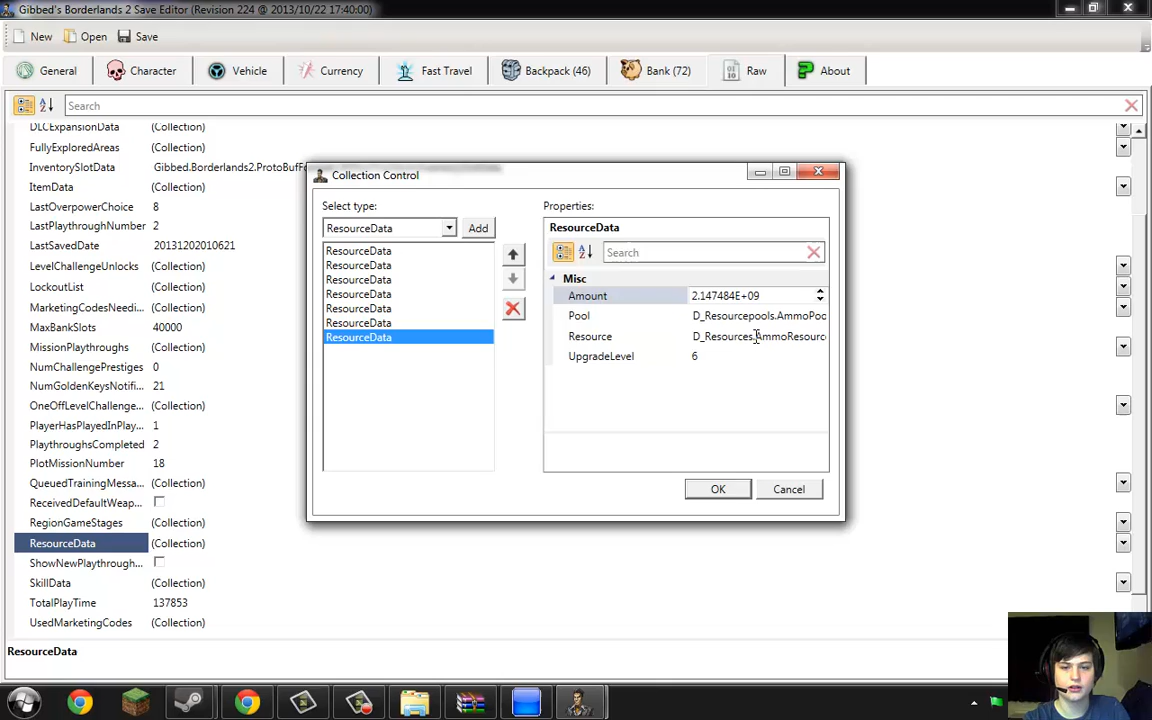 Gibbed's Borderlands 2 Save Editor (Revision 224 @ 2013/10/22 17:40:00)
New Open Save
General Character Vehicle Currency Fast Travel Backpack (46) Bank (72) Raw About
Search
DLCExpansionData (Collection)
FullyExploredAreas (Collection)
InventorySlotData Gibbed.Borderlands2.ProtoBufFo
ItemData (Collection)
LastOverpowerChoice 8
LastPlaythroughNumber 2
LastSavedDate 20131202010621
LevelChallengeUnlocks (Collection)
LockoutList (Collection)
MarketingCodesNeedi... (Collection)
MaxBankSlots 40000
MissionPlaythroughs (Collection)
NumChallengePrestiges 0
NumGoldenKeysNotifi... 21
OneOffLevelChallenge... (Collection)
PlayerHasPlayedInPlay... 1
PlaythroughsCompleted 2
PlotMissionNumber 18
QueuedTrainingMessa... (Collection)
ReceivedDefaultWeap...
RegionGameStages (Collection)
ResourceData (Collection)
ShowNewPlaythrough...
SkillData (Collection)
TotalPlayTime 137853
UsedMarketingCodes (Collection)
ResourceData
Collection Control
Select type:
ResourceData Add
ResourceData
ResourceData
ResourceData
ResourceData
ResourceData
ResourceData
ResourceData
Properties:
ResourceData
Search
Misc
Amount 2.147484E+09
Pool D_Resourcepools.AmmoPoo
Resource D_Resources.AmmoResourc
UpgradeLevel 6
OK Cancel